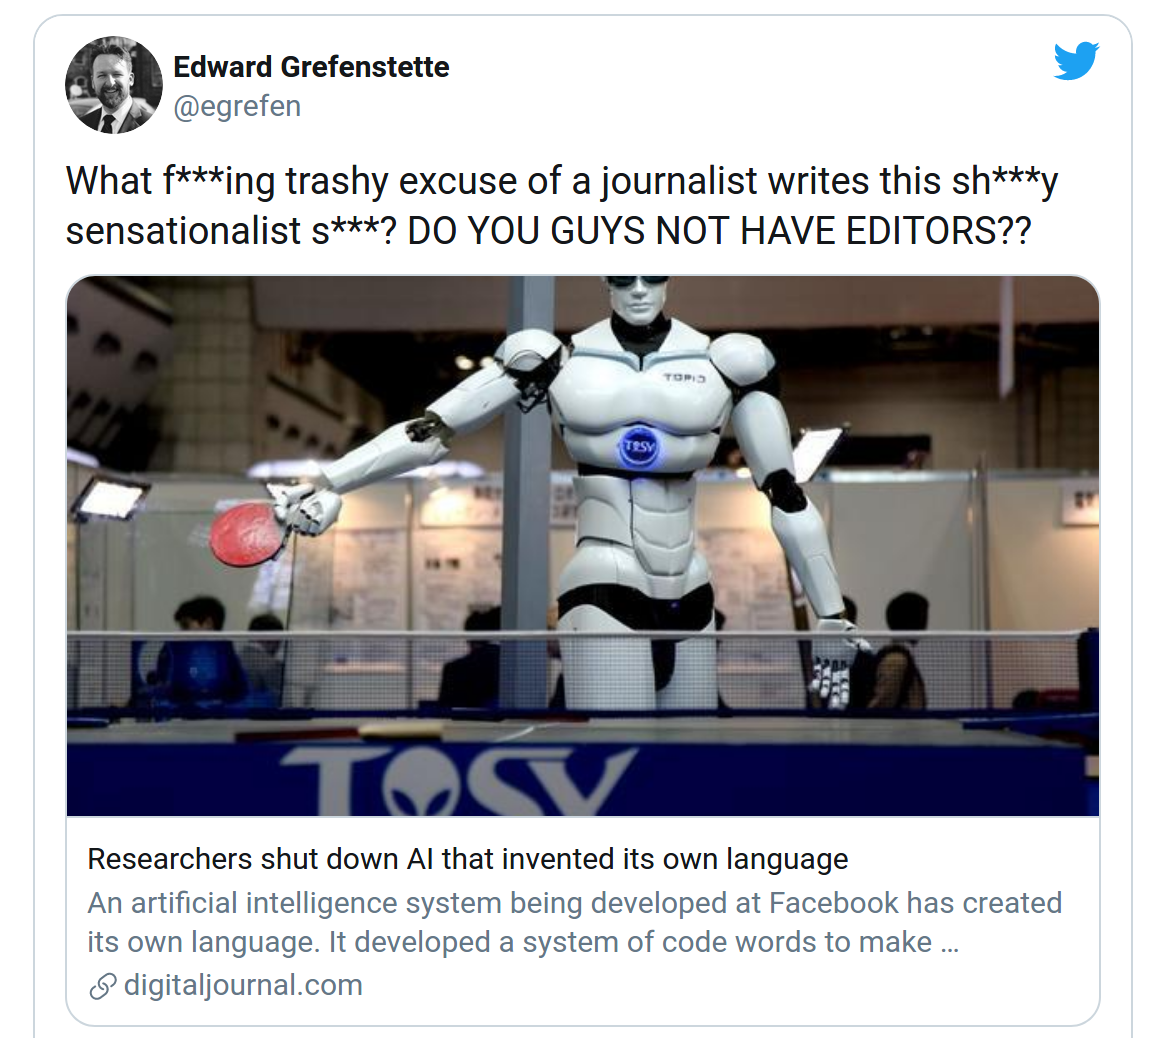 Edward Grefenstette
@egrefen
What f***ing trashy excuse of a journalist writes this sh***y
sensationalist s***? DO YOU GUYS NOT HAVE EDITORS??
TOPIO
TOSY
TOSY
Researchers shut down AI that invented its own language
An artificial intelligence system being developed at Facebook has created
its own language. It developed a system of code words to make …
digitaljournal.com